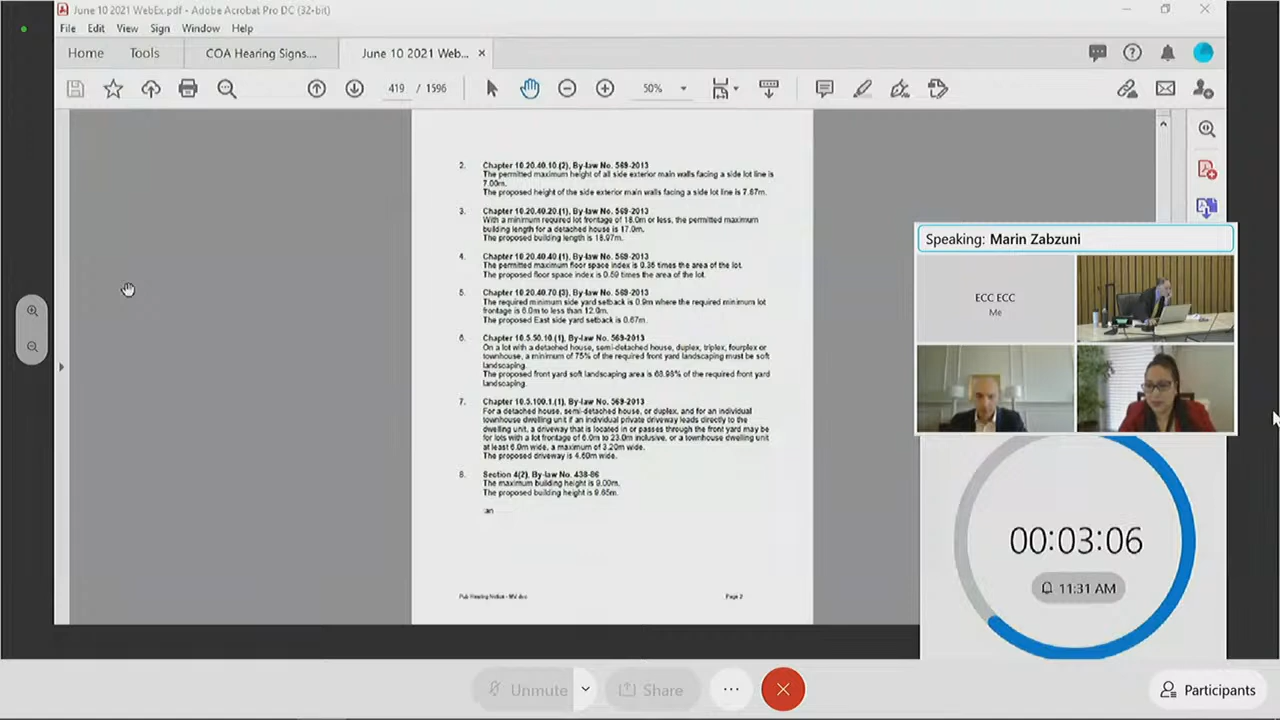 June 10 2021 WebEx.pdf - Adobe Acrobat Pro DC (32-bit)
File Edit View Sign Window Help
Home Tools COA Hearing Signs.... June 10 2021 Web... ×
419 / 1596 50%
2. Chapter 10.20.40.10.(2), By-law No. 569-2013
The permitted maximum height of all side exterior main walls facing a side lot line is
7.00m.
The proposed height of the side exterior main walls facing a side lot line is 7.87m.
3. Chapter 10.20.40.20.(1), By-law No. 569-2013
With a minimum required lot frontage of 18.0m or less, the permitted maximum
building length for a detached house is 17.0m.
The proposed building length is 18.97m.
4. Chapter 10.20.40.40 (1), By-law No. 569-2013
The permitted maximum floor space index is 0.35 times the area of the lot.
The proposed floor space index is 0.59 times the area of the lot.
5. Chapter 10.20.40.70 (3), By-law No. 569-2013
The required minimum side yard setback is 0.9m where the required minimum lot
frontage is 6.0m to less than 12.0m.
The proposed East side yard setback is 0.67m.
6. Chapter 10.5.50.10.(1), By-law No. 569-2013
On a lot with a detached house, semi-detached house, duplex, triplex, fourplex or
townhouse, a minimum of 75% of the required front yard landscaping must be soft
landscaping.
The proposed front yard soft landscaping area is 68.98% of the required front yard
landscaping.
7. Chapter 10.5.100.1.(1), By-law No. 569-2013
For a detached house, semi-detached house, or duplex, and for an individual
townhouse dwelling unit if an individual private driveway leads directly to the
dwelling unit, a driveway that is located in or passes through the front yard may be
for lots with a lot frontage of 6.0m to 23.0m inclusive, or a townhouse dwelling unit
at least 6.0m wide, a maximum of 3.20m wide.
The proposed driveway is 4.60m wide.
8. Section 4(2), By-law No. 438-86
The maximum building height is 9.00m.
The proposed building height is 9.65m.
:an
Pub Hearing Notice - MV.doc Page 2
Speaking: Marin Zabzuni
ECC ECC
Me
00:03:06
11:31 AM
Unmute Share Participants